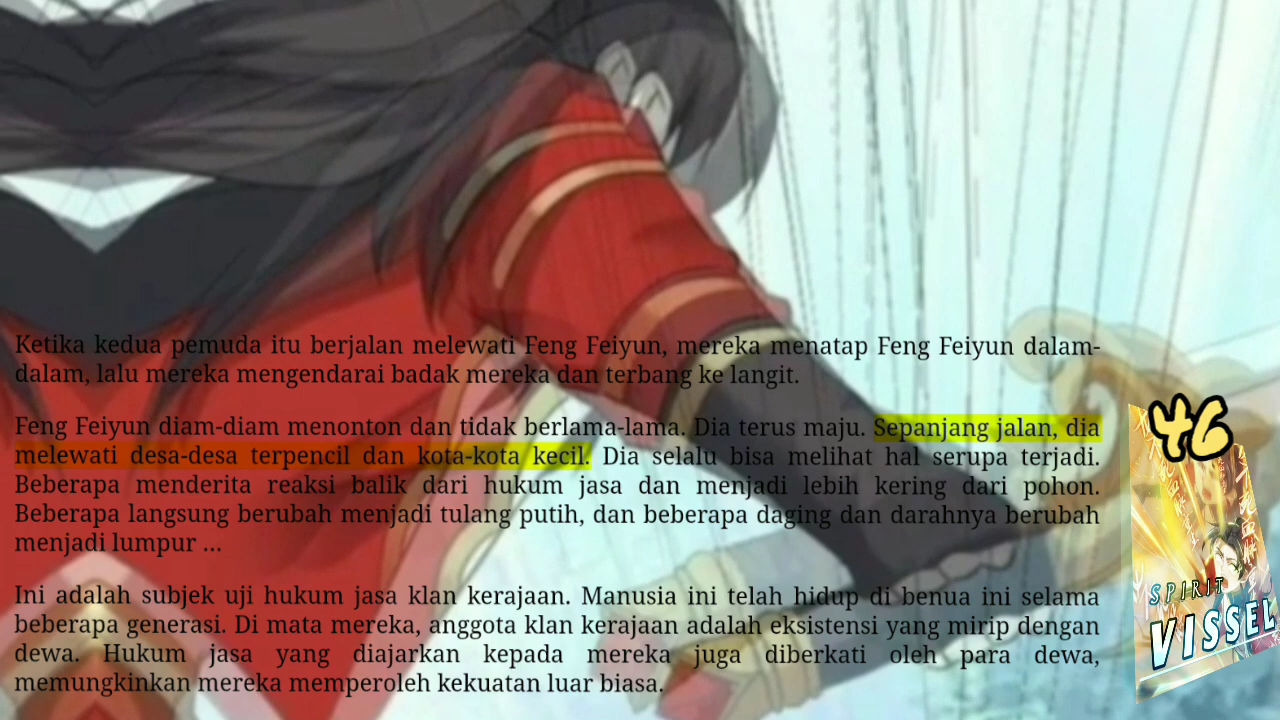 Ketika kedua pemuda itu berjalan melewati Feng Feiyun, mereka menatap Feng Feiyun dalam-
dalam, lalu mereka mengendarai badak mereka dan terbang ke langit.
Feng Feiyun diam-diam menonton dan tidak berlama-lama. Dia terus maju. Sepanjang jalan, dia
melewati desa-desa terpencil dan kota-kota kecil. Dia selalu bisa melihat hal serupa terjadi.
Beberapa menderita reaksi balik dari hukum jasa dan menjadi lebih kering dari pohon.
Beberapa langsung berubah menjadi tulang putih, dan beberapa daging dan darahnya berubah
menjadi lumpur ...
Ini adalah subjek uji hukum jasa klan kerajaan. Manusia ini telah hidup di benua ini selama
beberapa generasi. Di mata mereka, anggota klan kerajaan adalah eksistensi yang mirip dengan
dewa. Hukum jasa yang diajarkan kepada mereka juga diberkati oleh para dewa,
memungkinkan mereka memperoleh kekuatan luar biasa.
46
SPIRIT
VISSEL